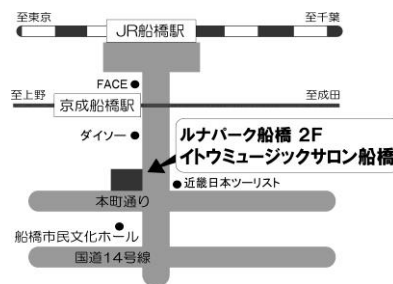 至東京
至千葉
JR船橋駅
FACE
至上野
京成船橋駅
至成田
ダイソー
ルナパーク船橋 2F
イトウミュージックサロン船橋
近畿日本ツーリスト
本町通り
船橋市民文化ホール
国道14号線